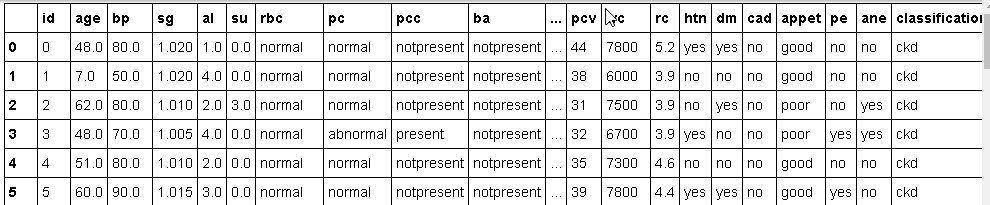 id age bp sg al su rbc pc pcc ba ... pcv rc htn dm cad appet pe ane classification
0 0 48.0 80.0 1.020 1.0 0.0 normal normal notpresent notpresent ... 44 7800 5.2 yes yes no good no no ckd
1 1 7.0 50.0 1.020 4.0 0.0 normal normal notpresent notpresent ... 38 6000 3.9 no no no good no no ckd
2 2 62.0 80.0 1.010 2.0 3.0 normal normal notpresent notpresent ... 31 7500 3.9 no yes no poor no yes ckd
3 3 48.0 70.0 1.005 4.0 0.0 normal abnormal present notpresent ... 32 6700 3.9 yes no no poor yes yes ckd
4 4 51.0 80.0 1.010 2.0 0.0 normal normal notpresent notpresent ... 35 7300 4.6 no no no good no no ckd
5 5 60.0 90.0 1.015 3.0 0.0 normal normal notpresent notpresent ... 39 7800 4.4 yes yes no good yes no ckd